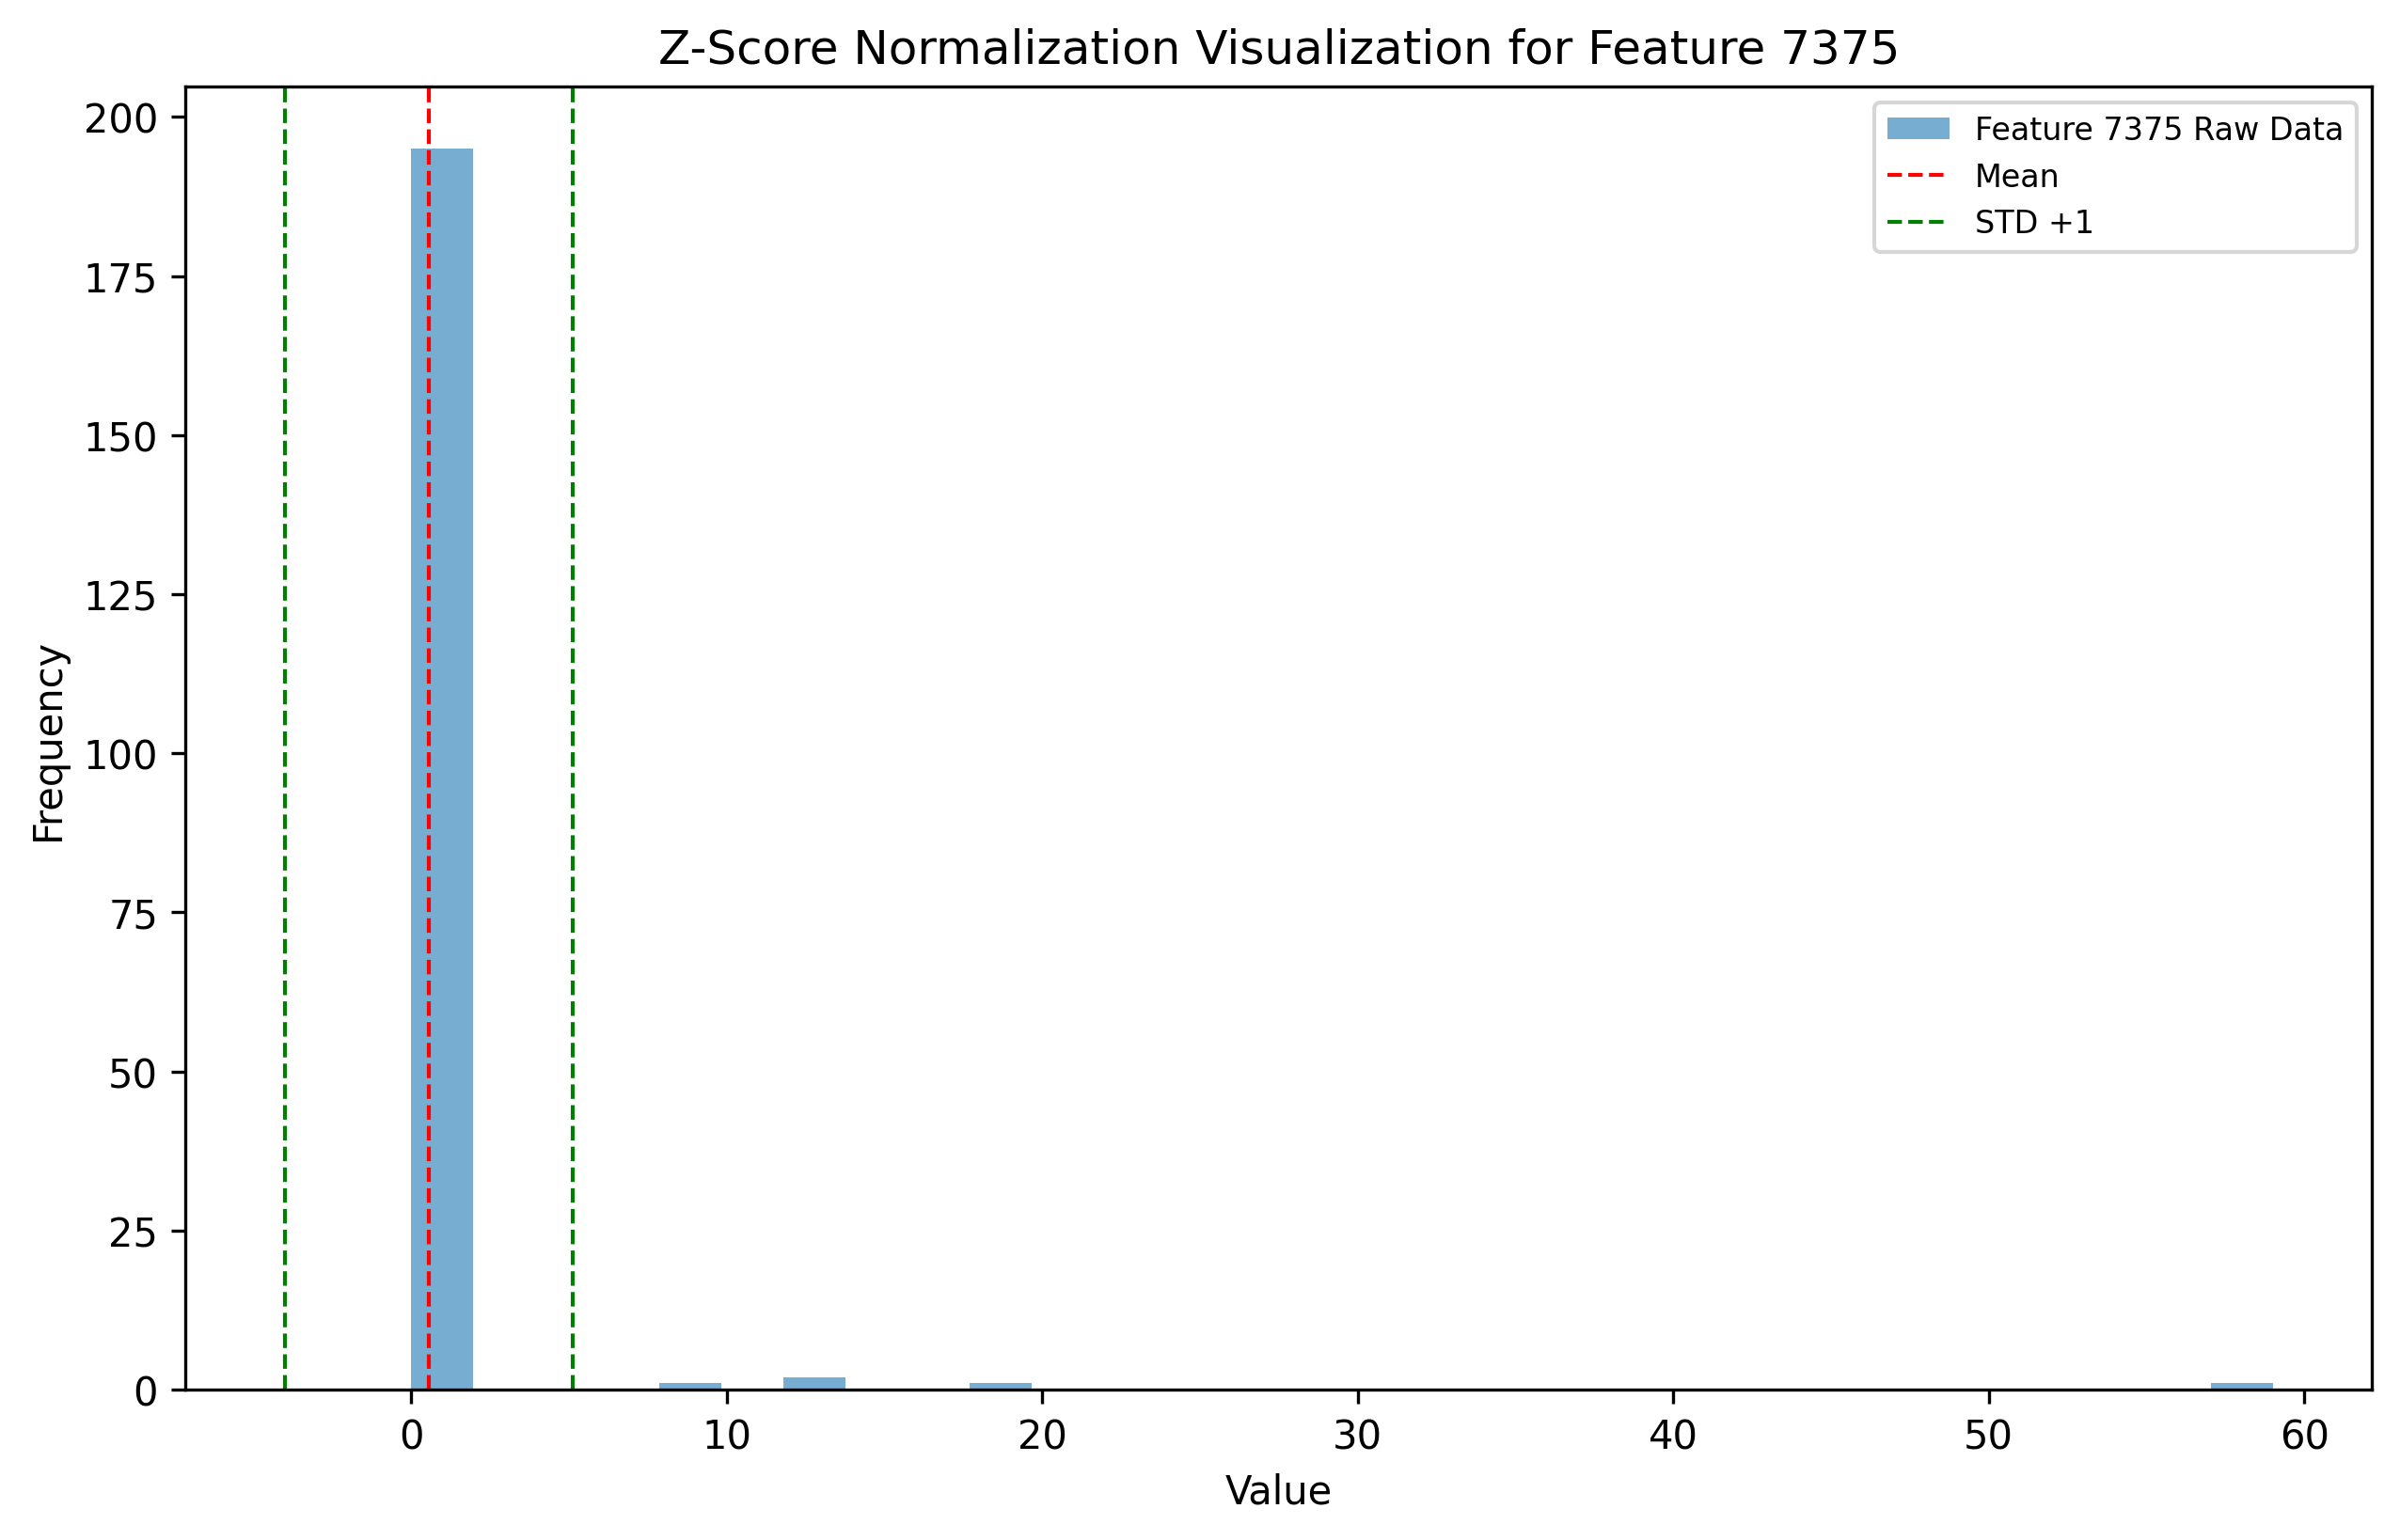 Z-Score Normalization Visualization for Feature 7375
Feature 7375 Raw Data
Mean
STD +1
Frequency
200
175
150
125
100
75
50
25
0
0 10 20 30 40 50 60
Value